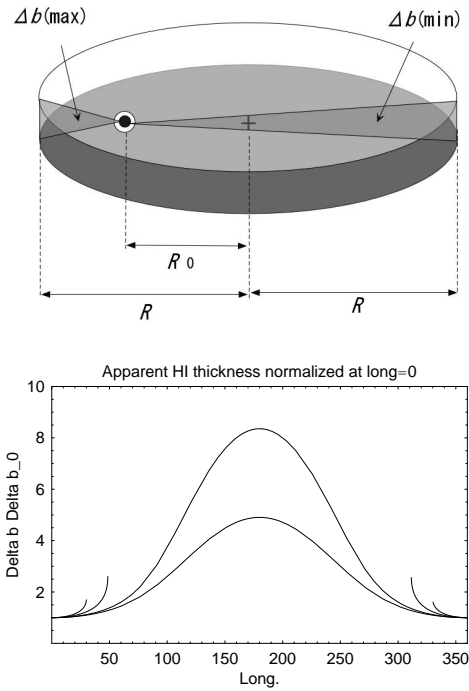 Δb(max)
Δb(min)
R 0
R
R
Apparent HI thickness normalized at long=0
10
8
6
4
2
Delta b Delta b_0
50 100 150 200 250 300 350
Long.